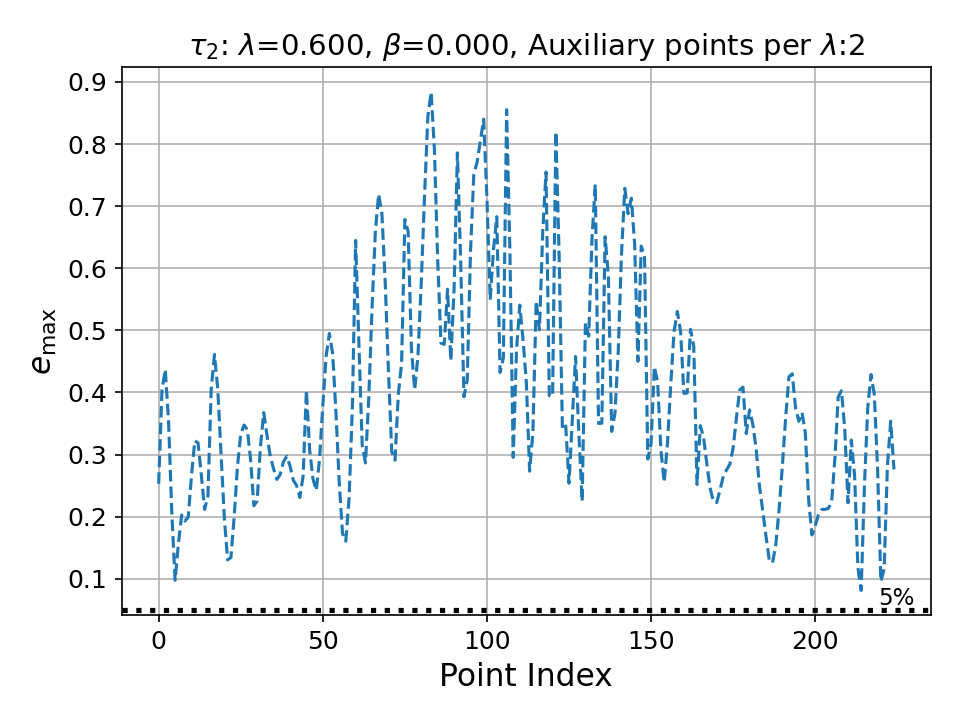 τ₂: λ=0.600, β=0.000, Auxiliary points per λ:2
0.9
0.8
0.7
0.6
0.5
0.4
0.3
0.2
0.1
e_max
5%
0 50 100 150 200
Point Index